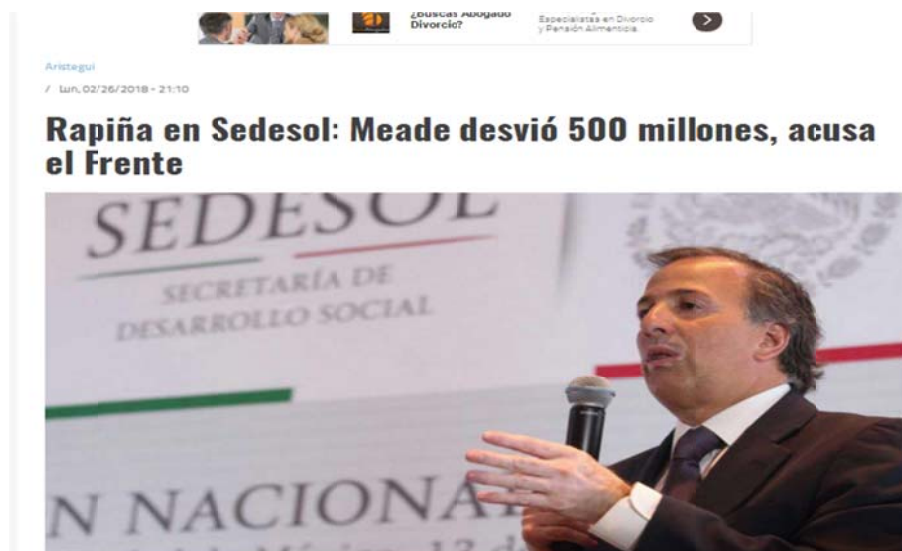 ¿Buscas Abogado
Divorcio?
Especialistas en Divorcio
y Pensión Alimenticia.
Aristegui
/ Lun, 02/26/2018 - 21:10
Rapiña en Sedesol: Meade desvió 500 millones, acusa
el Frente
SEDESOL
SECRETARÍA DE
DESARROLLO SOCIAL
N NACIONA